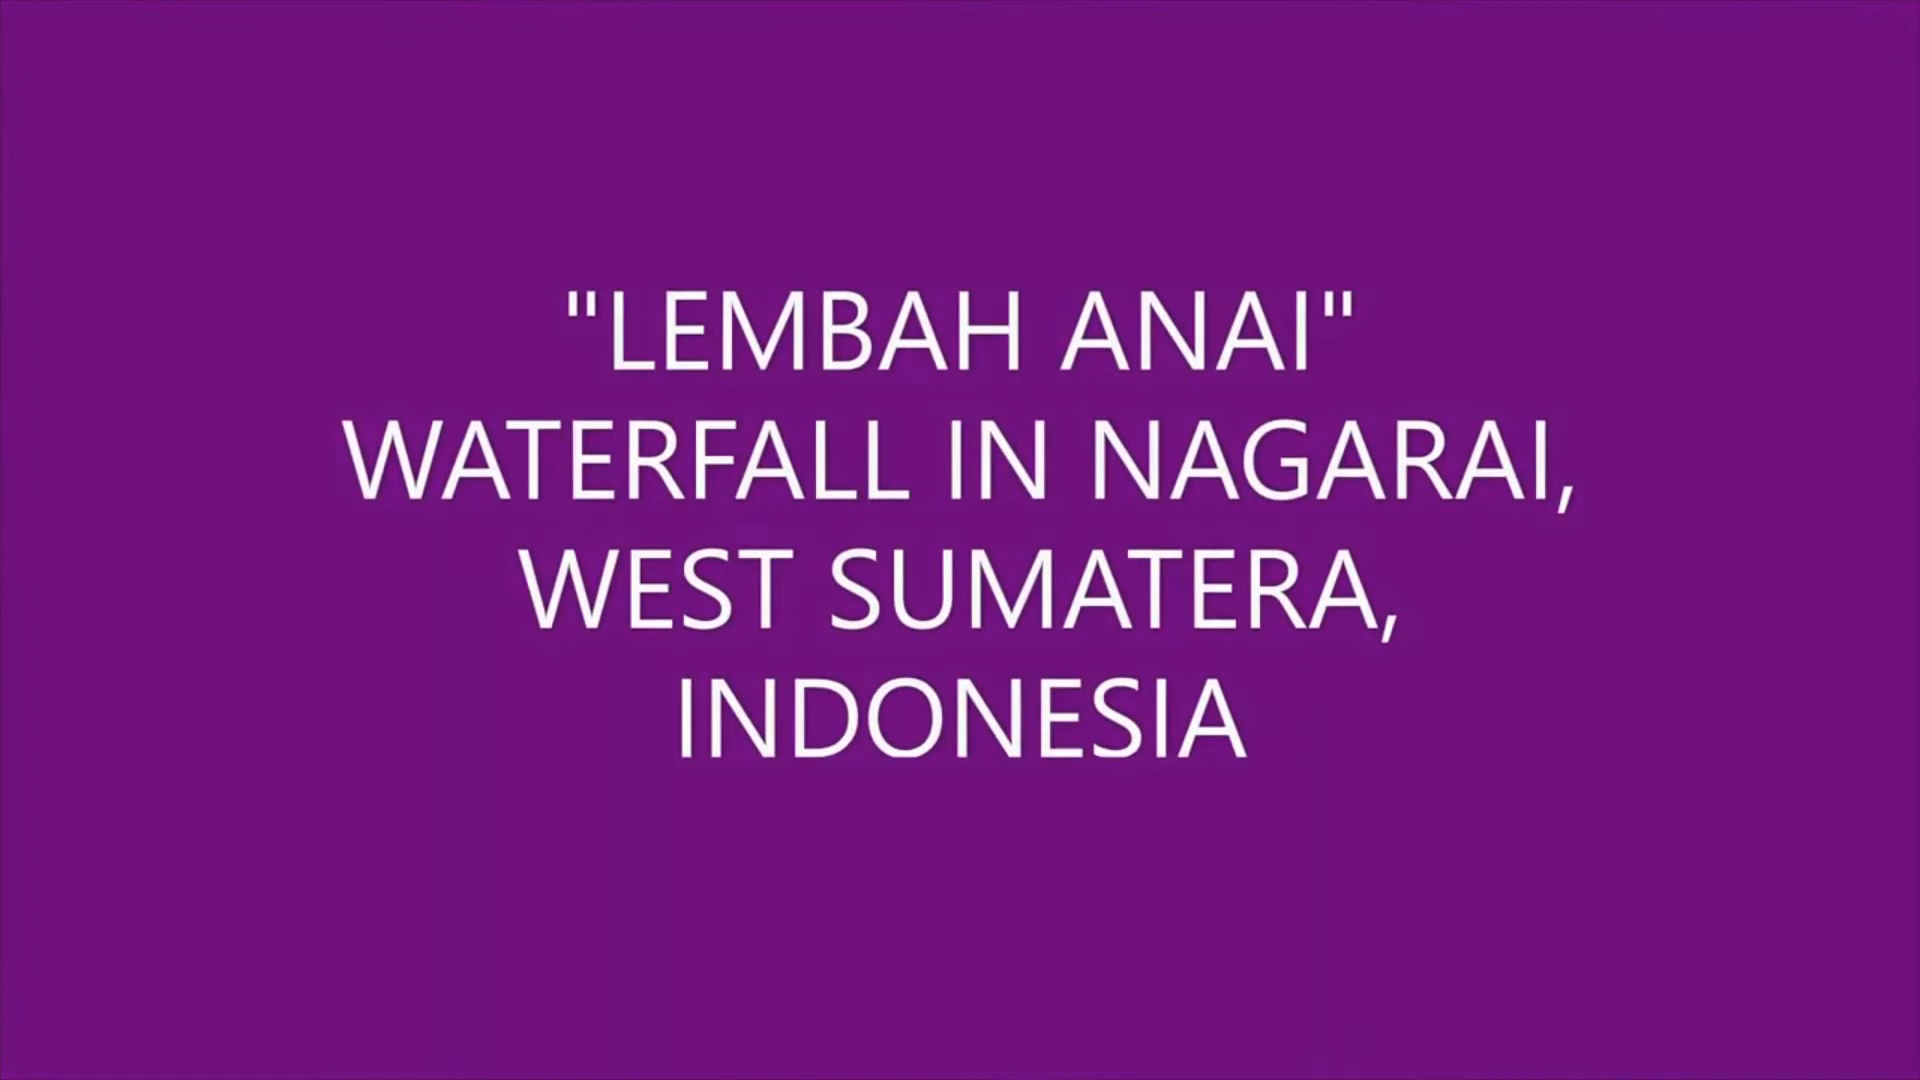 "LEMBAH ANAI"
WATERFALL IN NAGARAI,
WEST SUMATERA,
INDONESIA